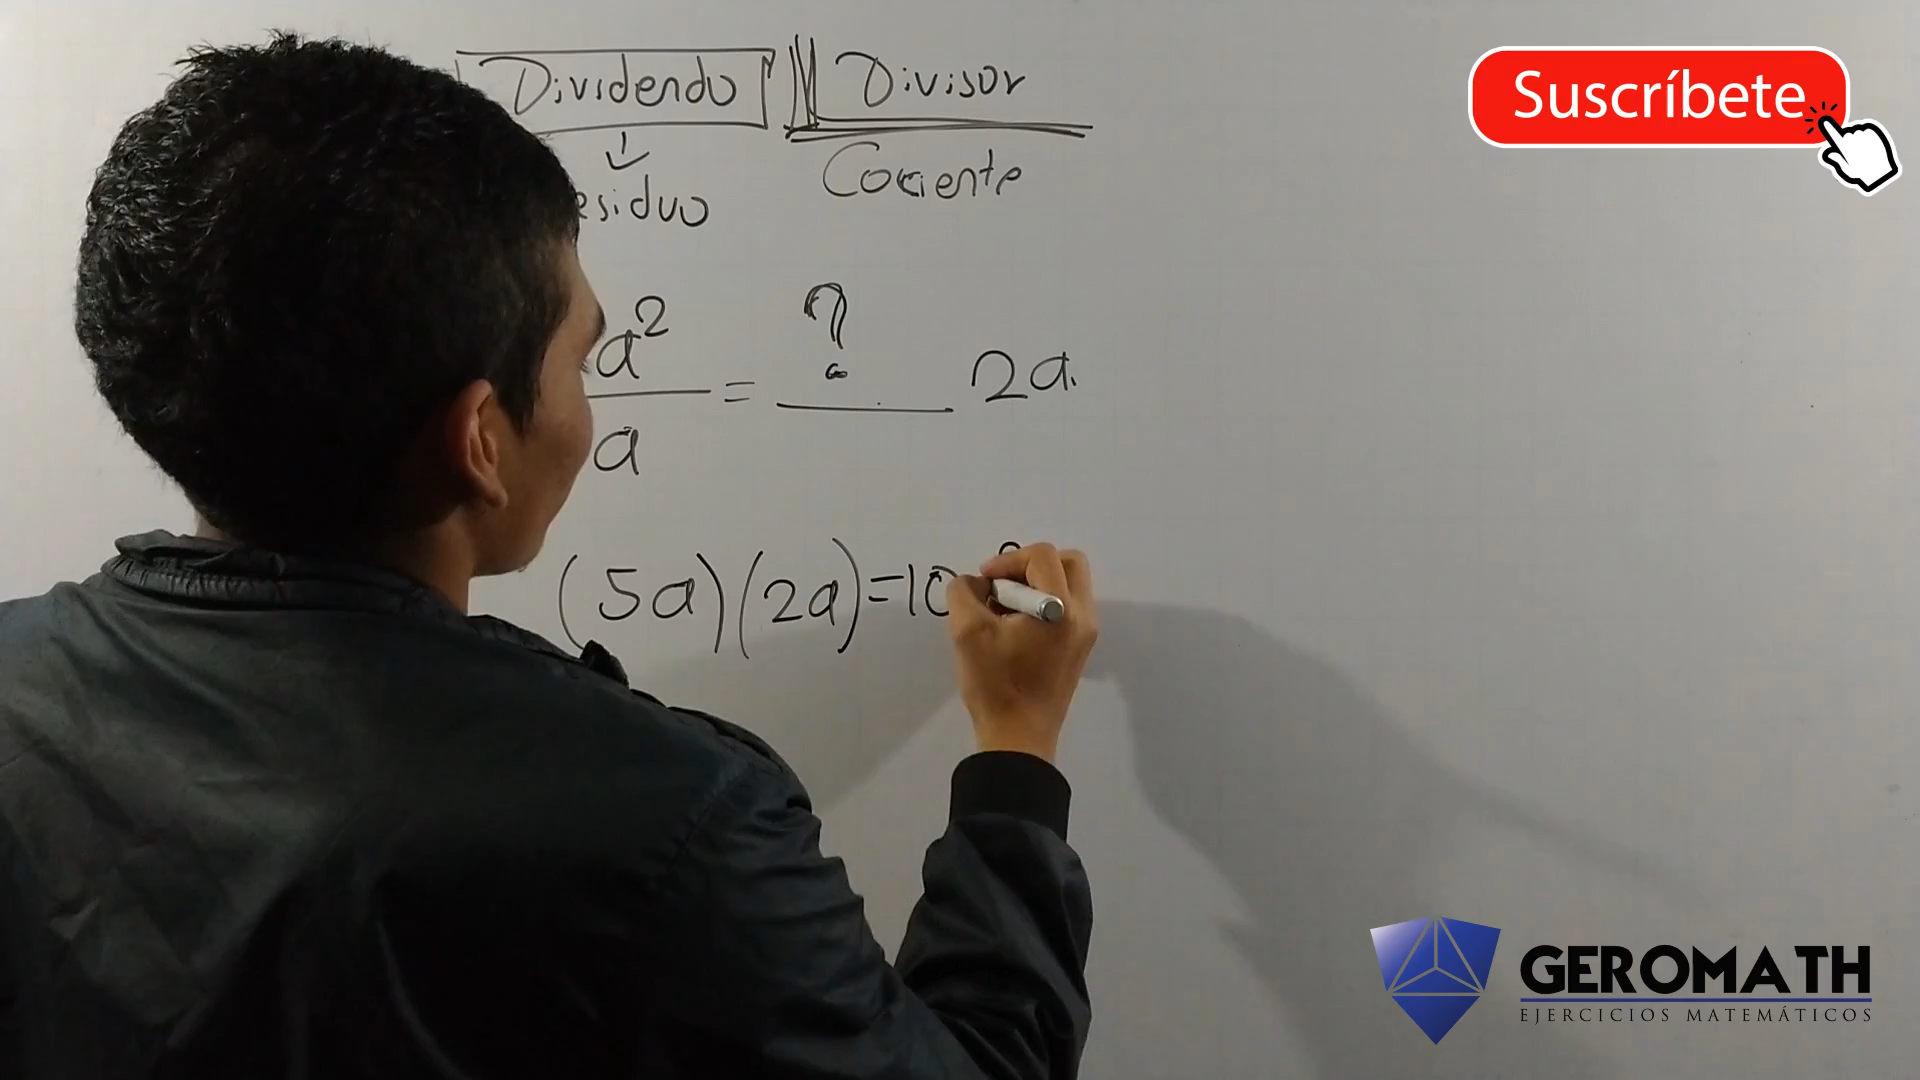 Dividendo Divisor
esiduo Cociente
Suscríbete
a² = ? 2a.
a
(5a)(2a)=10
GEROMATH
EJERCICIOS MATEMÁTICOS